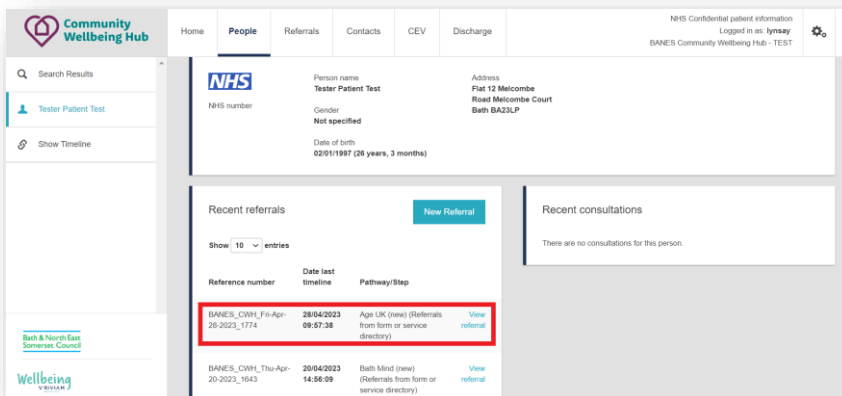 Community
Wellbeing Hub
Home People Referrals Contacts CEV Discharge
NHS Confidential patient information
Logged in as: lynsay
BANES Community Wellbeing Hub - TEST
Search Results
Tester Patient Test
Show Timeline
NHS
NHS number
Person name
Tester Patient Test
Gender
Not specified
Date of birth
02/01/1997 (26 years, 3 months)
Address
Flat 12 Melcombe
Road Melcombe Court
Bath BA23LP
Recent referrals
New Referral
Show 10 entries
Reference number Date last timeline Pathway/Step
BANES_CWH_Fri-Apr-
28-2023_1774
28/04/2023
09:57:38
Age UK (new) (Referrals
from form or service
directory)
View
referral
BANES_CWH_Thu-Apr-
20-2023_1643
20/04/2023
14:56:09
Bath Mind (new)
(Referrals from form or
service directory)
View
referral
Recent consultations
There are no consultations for this person.
Bath & North East
Somerset Council
Wellbeing
VIRIVIAM